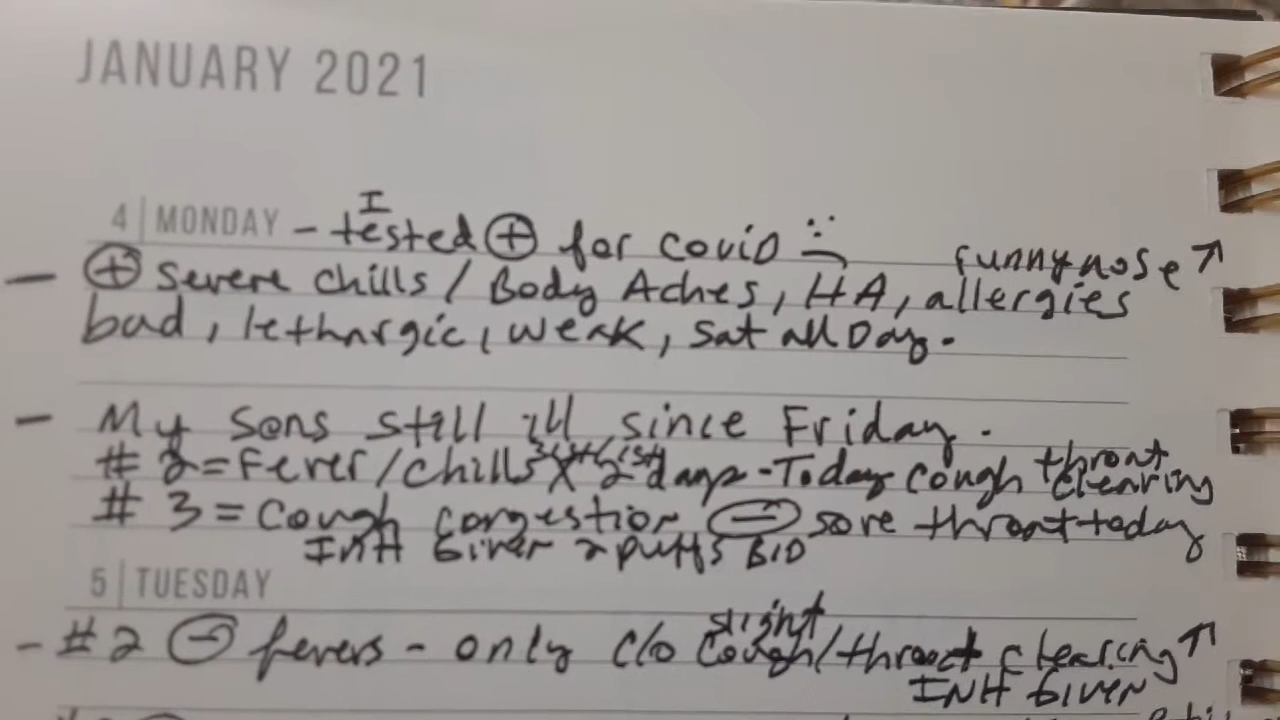 JANUARY 2021
4 | MONDAY - I tested ⊕ for covid
funny nose ↗
- ⊕ severe chills / Body Aches, HA, allergies
bad, lethargic, weak, sat all Day.
- My sons still ill since Friday.
# 2 = Fever/chills X 2 days - Today cough throat clearing
# 3 = Cough congestion ⊖ sore throat today
INH Given 2 puffs BID
5 | TUESDAY
slight
- #2 ⊖ fevers - only c/o cough/throat clearing ↗
INH Given